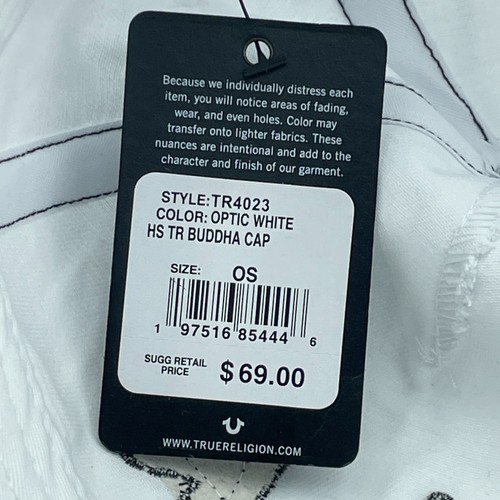 Because we individually distress each
item, you will notice areas of fading,
wear, and even holes. Color may
transfer onto lighter fabrics. These
nuances are intentional and add to the
character and finish of our garment.
STYLE:TR4023
COLOR: OPTIC WHITE
HS TR BUDDHA CAP
SIZE: OS
1 97516 85444 6
SUGG RETAIL
PRICE $69.00
WWW.TRUERELIGION.COM